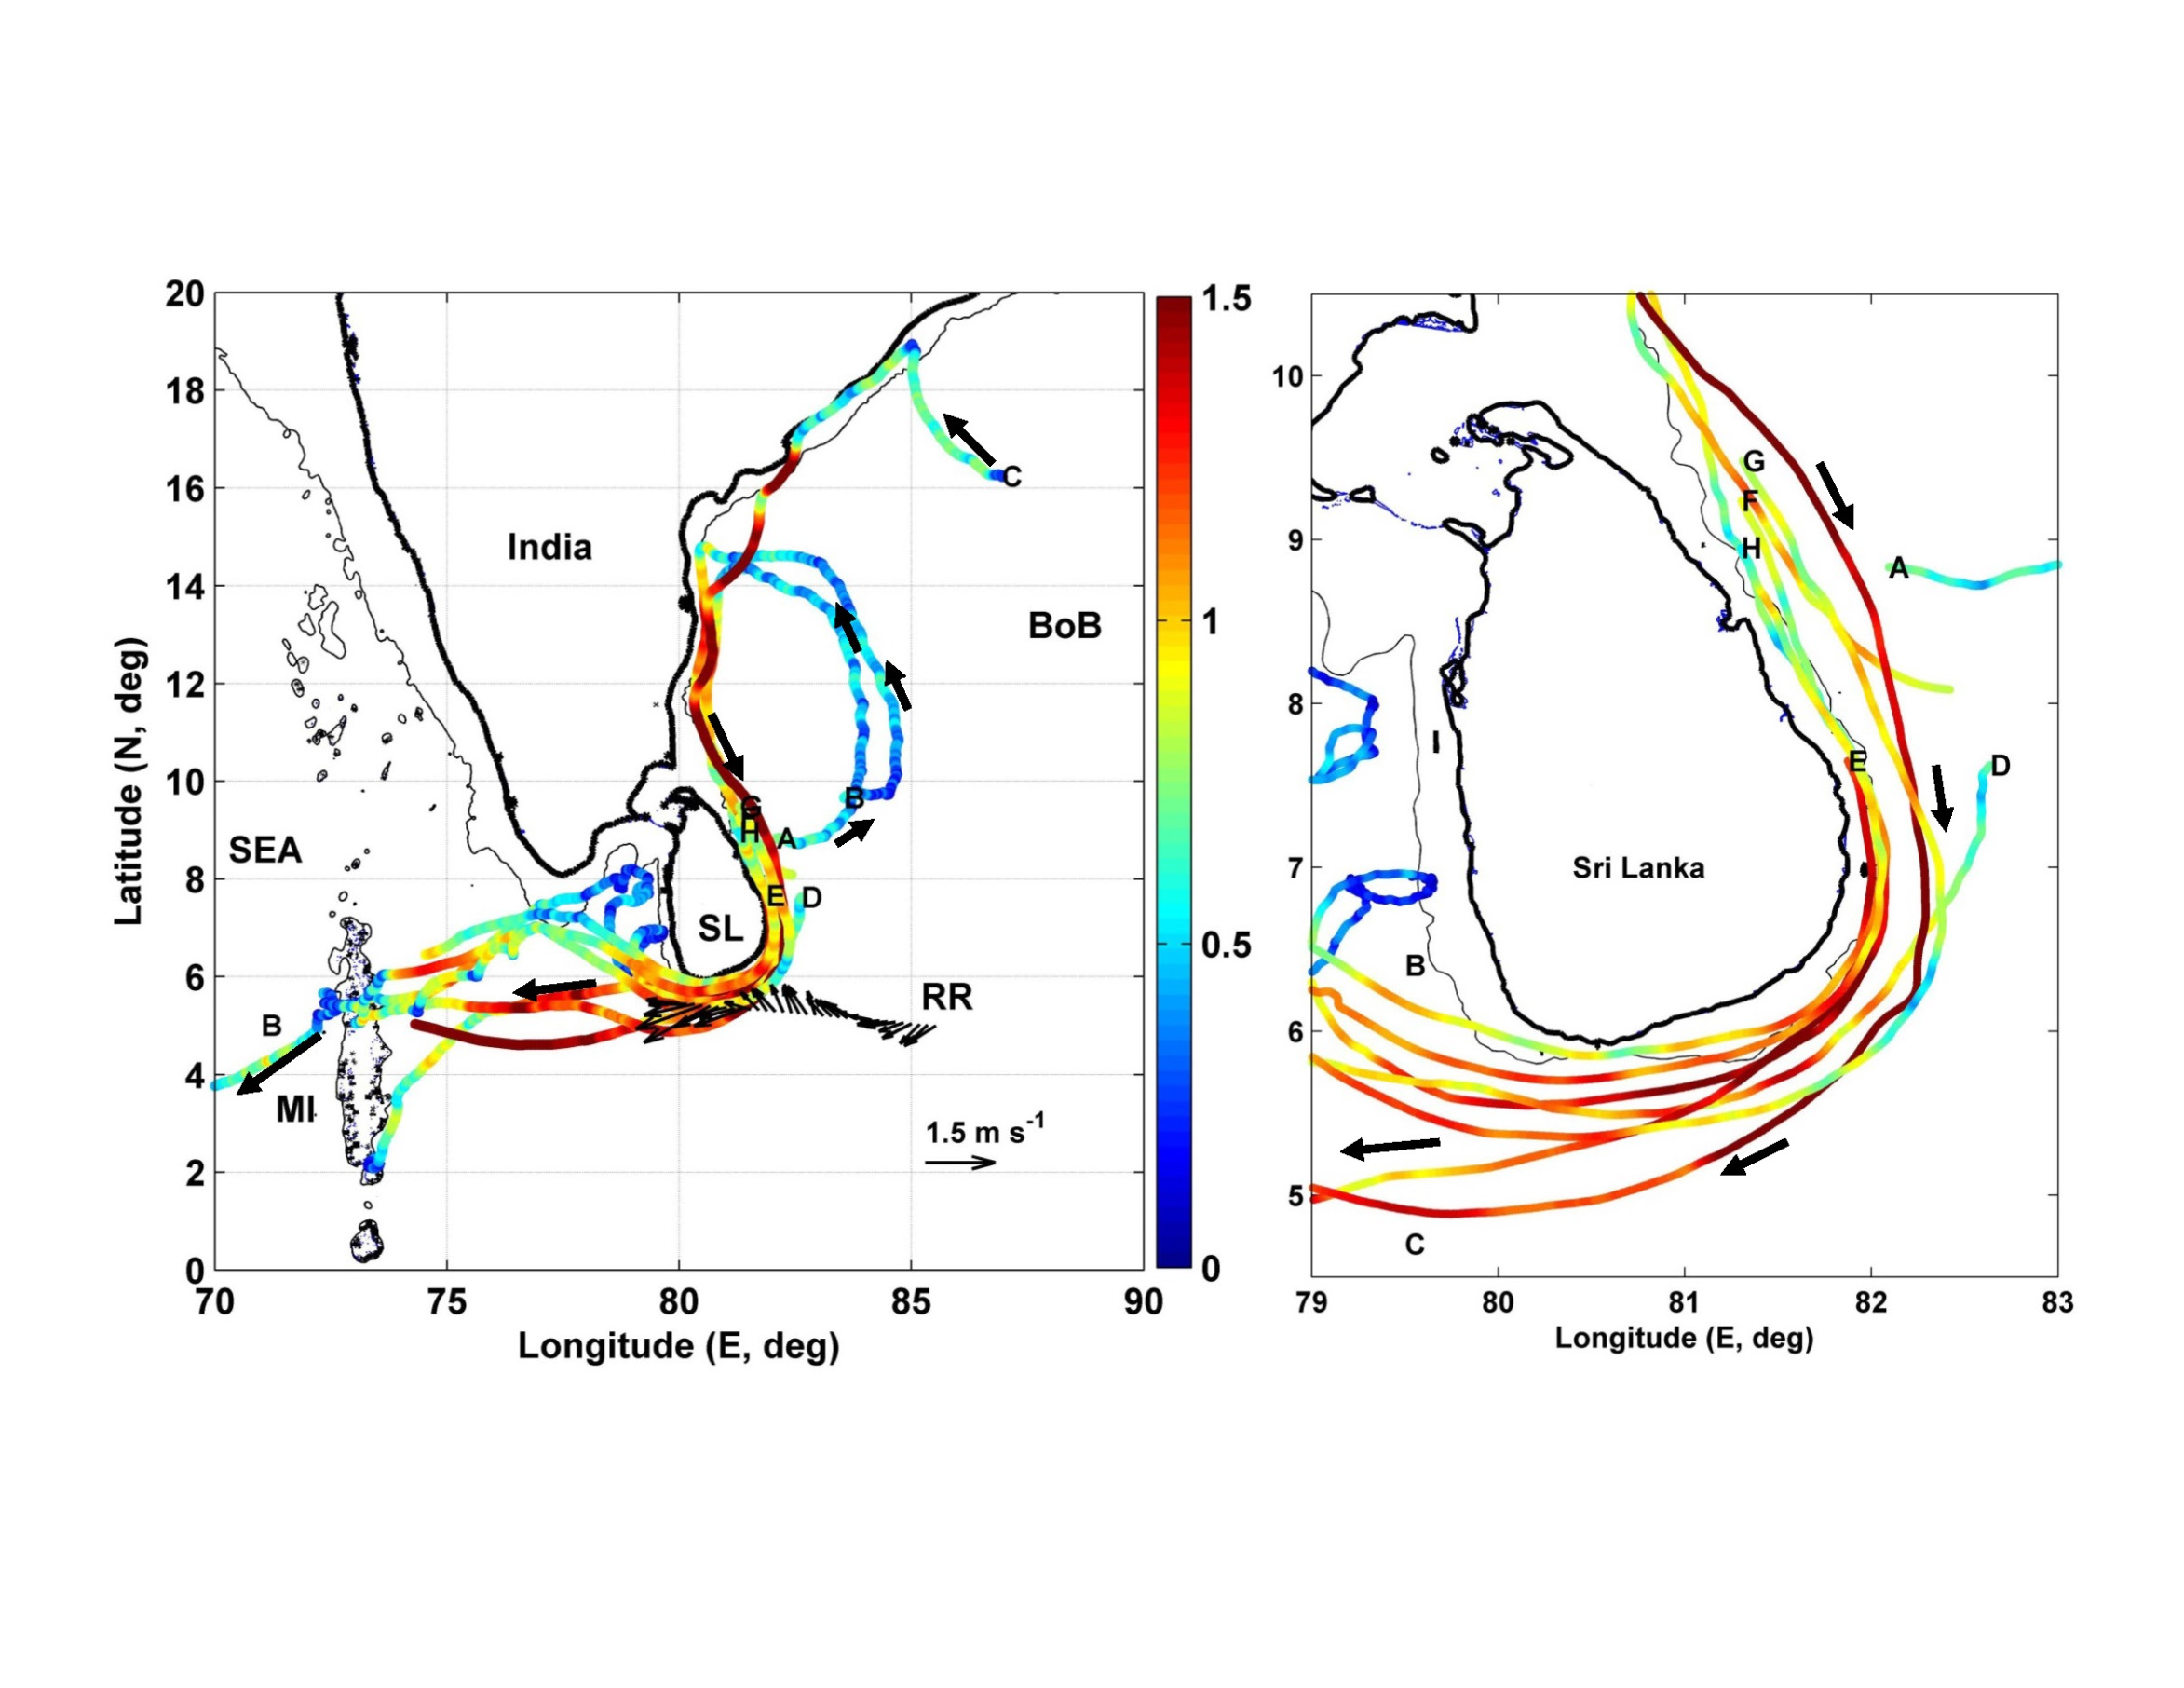 20
18
16
14
12
10
8
6
4
2
0
Latitude (N, deg)
70
75
80
85
90
Longitude (E, deg)
India
BoB
SEA
SL
MI
RR
C
B
A
G
H
E
D
B
1.5 m s-1
1.5
1
0.5
0
10
9
8
7
6
5
79
80
81
82
83
Longitude (E, deg)
G
F
H
A
I
E
D
Sri Lanka
B
C